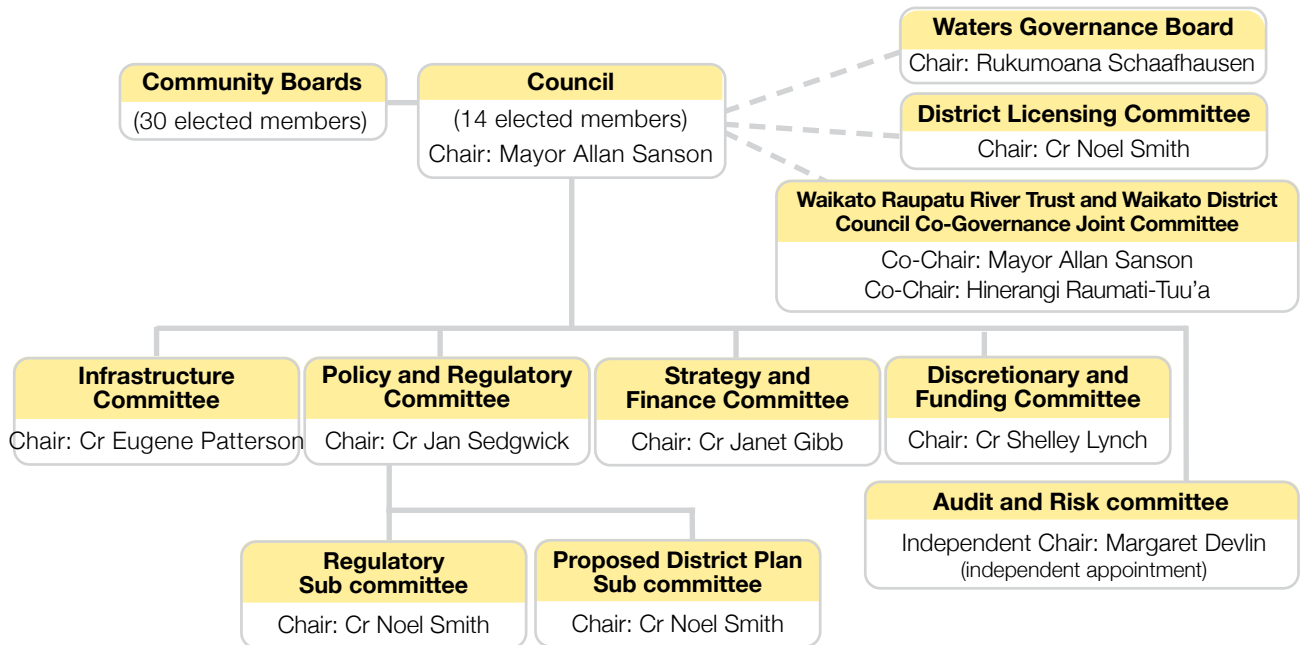 Waters Governance Board
Chair: Rukumoana Schaafhausen
Community Boards
(30 elected members)
Council
(14 elected members)
Chair: Mayor Allan Sanson
District Licensing Committee
Chair: Cr Noel Smith
Waikato Raupatu River Trust and Waikato District
Council Co-Governance Joint Committee
Co-Chair: Mayor Allan Sanson
Co-Chair: Hinerangi Raumati-Tuu’a
Infrastructure
Committee
Chair: Cr Eugene Patterson
Policy and Regulatory
Committee
Chair: Cr Jan Sedgwick
Strategy and
Finance Committee
Chair: Cr Janet Gibb
Discretionary and
Funding Committee
Chair: Cr Shelley Lynch
Audit and Risk committee
Independent Chair: Margaret Devlin
(independent appointment)
Regulatory
Sub committee
Chair: Cr Noel Smith
Proposed District Plan
Sub committee
Chair: Cr Noel Smith